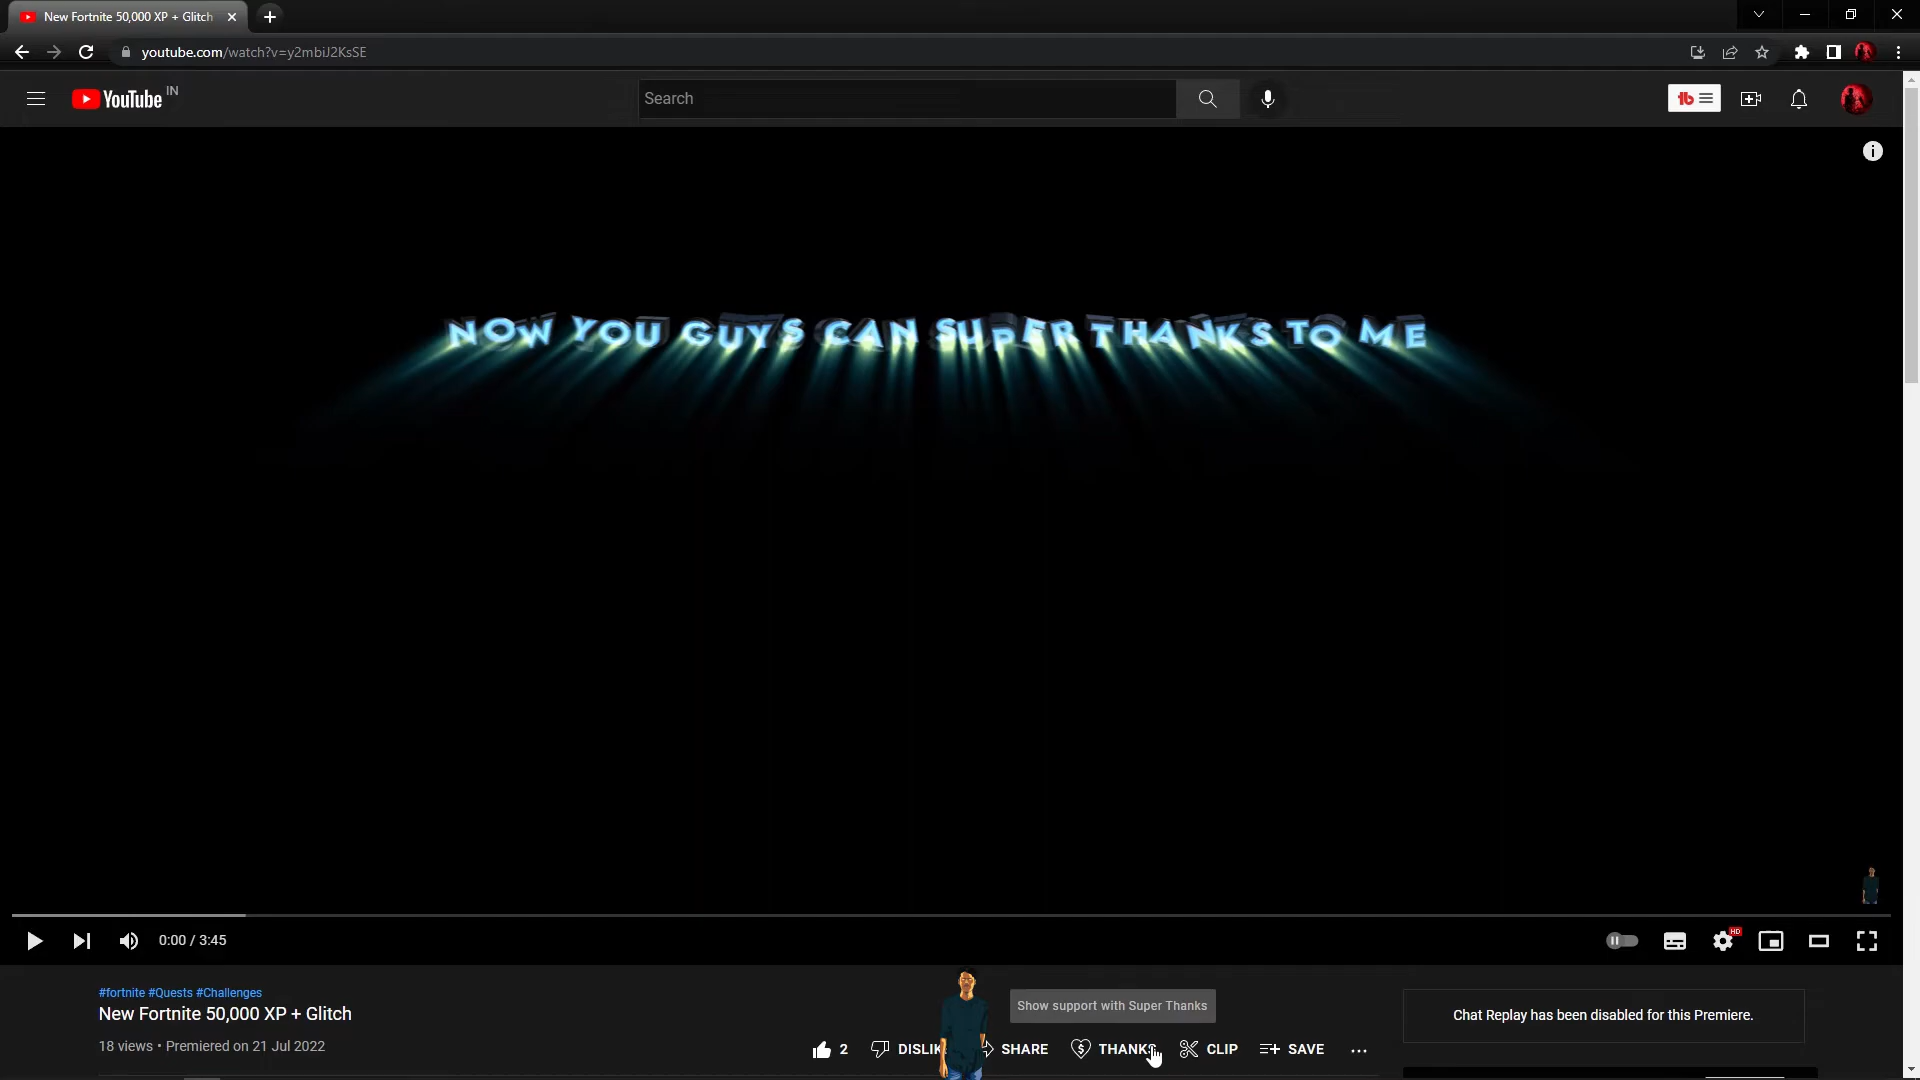 New Fortnite 50,000 XP + Glitch
youtube.com/watch?v=y2mbiJ2KsSE
YouTube IN
Search
NOW YOU GUYS CAN SUPER THANKS TO ME
0:00 / 3:45
HD
#fortnite #Quests #Challenges
New Fortnite 50,000 XP + Glitch
18 views • Premiered on 21 Jul 2022
Show support with Super Thanks
2 DISLIK SHARE THANKS CLIP SAVE
Chat Replay has been disabled for this Premiere.